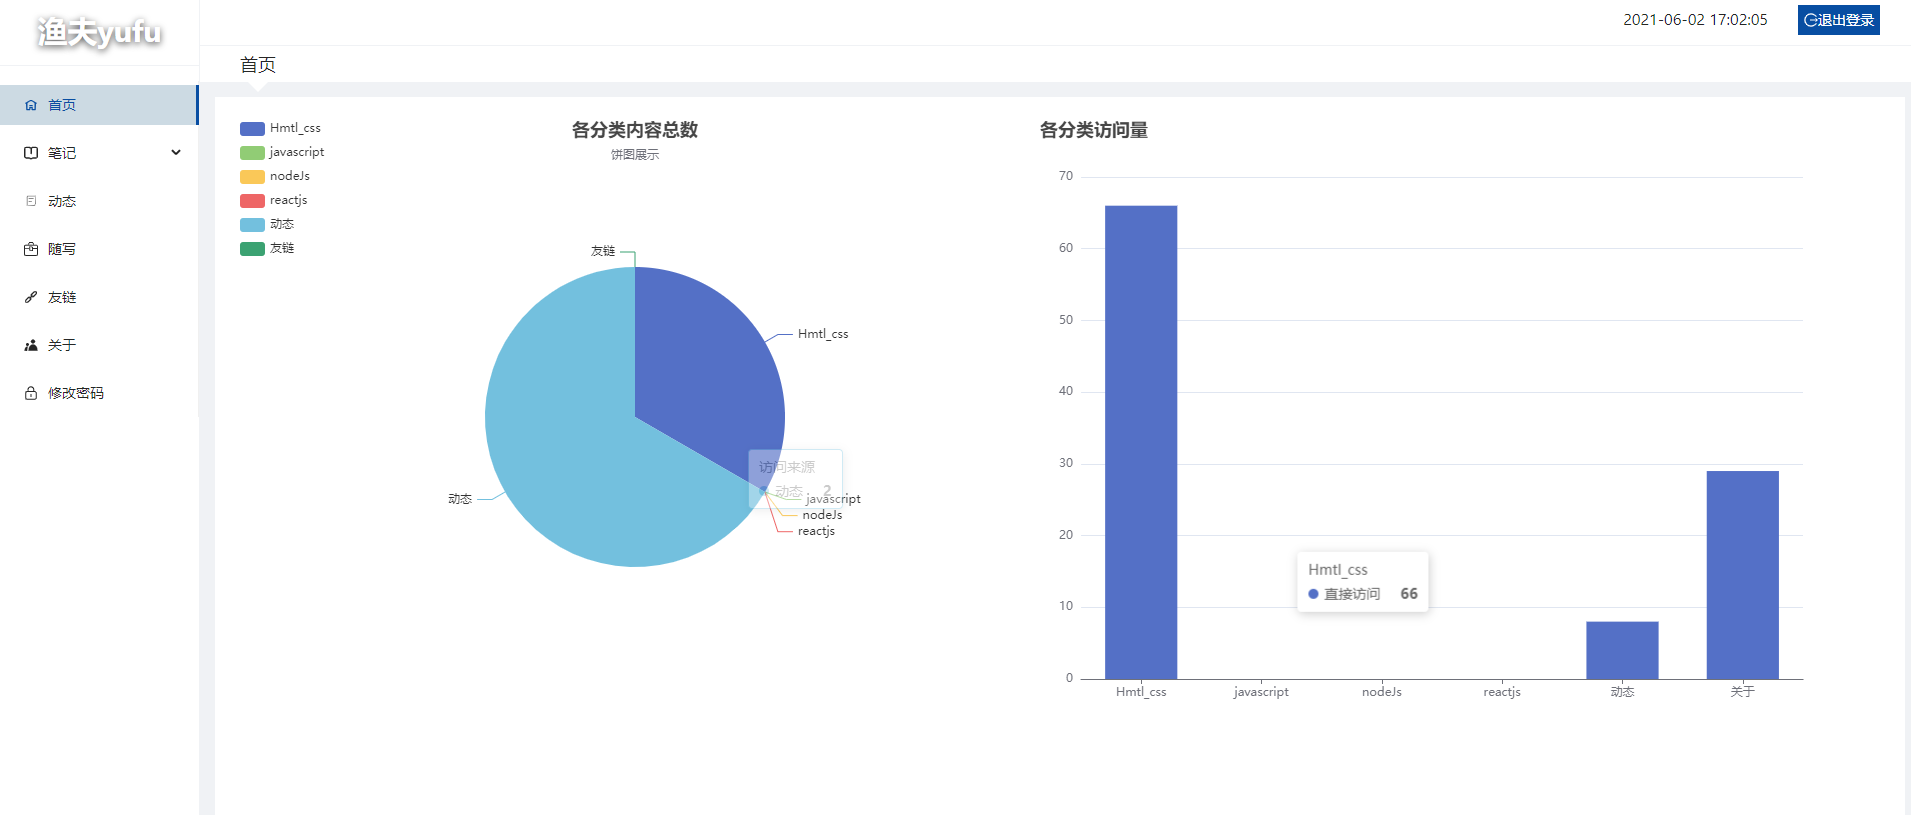 渔夫yufu
2021-06-02 17:02:05
退出登录
首页
首页
笔记
动态
随写
友链
关于
修改密码
Hmtl_css
javascript
nodeJs
reactjs
动态
友链
各分类内容总数
饼图展示
友链
Hmtl_css
动态
访问来源
动态 2
javascript
nodeJs
reactjs
各分类访问量
70
60
50
40
30
20
10
0
Hmtl_css
直接访问 66
Hmtl_css
javascript
nodeJs
reactjs
动态
关于